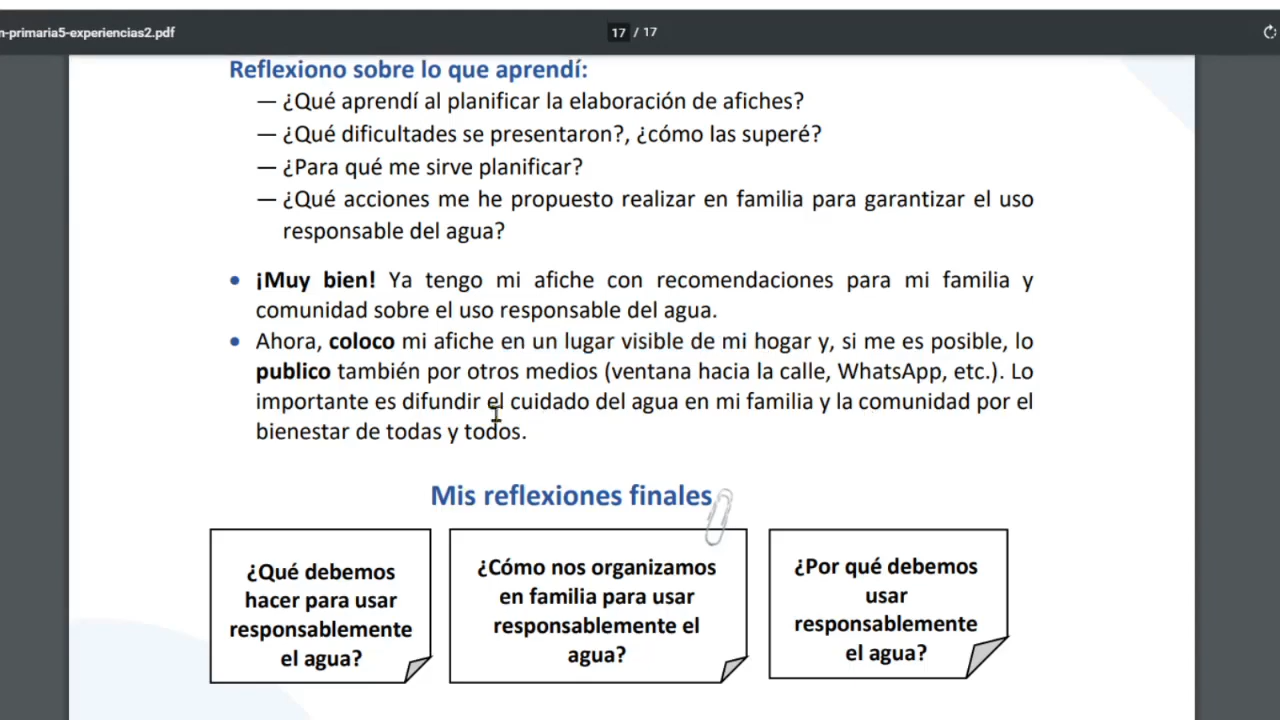 n-primaria5-experiencias2.pdf
17 / 17
Reflexiono sobre lo que aprendí:
— ¿Qué aprendí al planificar la elaboración de afiches?
— ¿Qué dificultades se presentaron?, ¿cómo las superé?
— ¿Para qué me sirve planificar?
— ¿Qué acciones me he propuesto realizar en familia para garantizar el uso
responsable del agua?
• ¡Muy bien! Ya tengo mi afiche con recomendaciones para mi familia y
comunidad sobre el uso responsable del agua.
• Ahora, coloco mi afiche en un lugar visible de mi hogar y, si me es posible, lo
publico también por otros medios (ventana hacia la calle, WhatsApp, etc.). Lo
importante es difundir el cuidado del agua en mi familia y la comunidad por el
bienestar de todas y todos.
Mis reflexiones finales
¿Qué debemos
hacer para usar
responsablemente
el agua?
¿Cómo nos organizamos
en familia para usar
responsablemente el
agua?
¿Por qué debemos
usar
responsablemente
el agua?